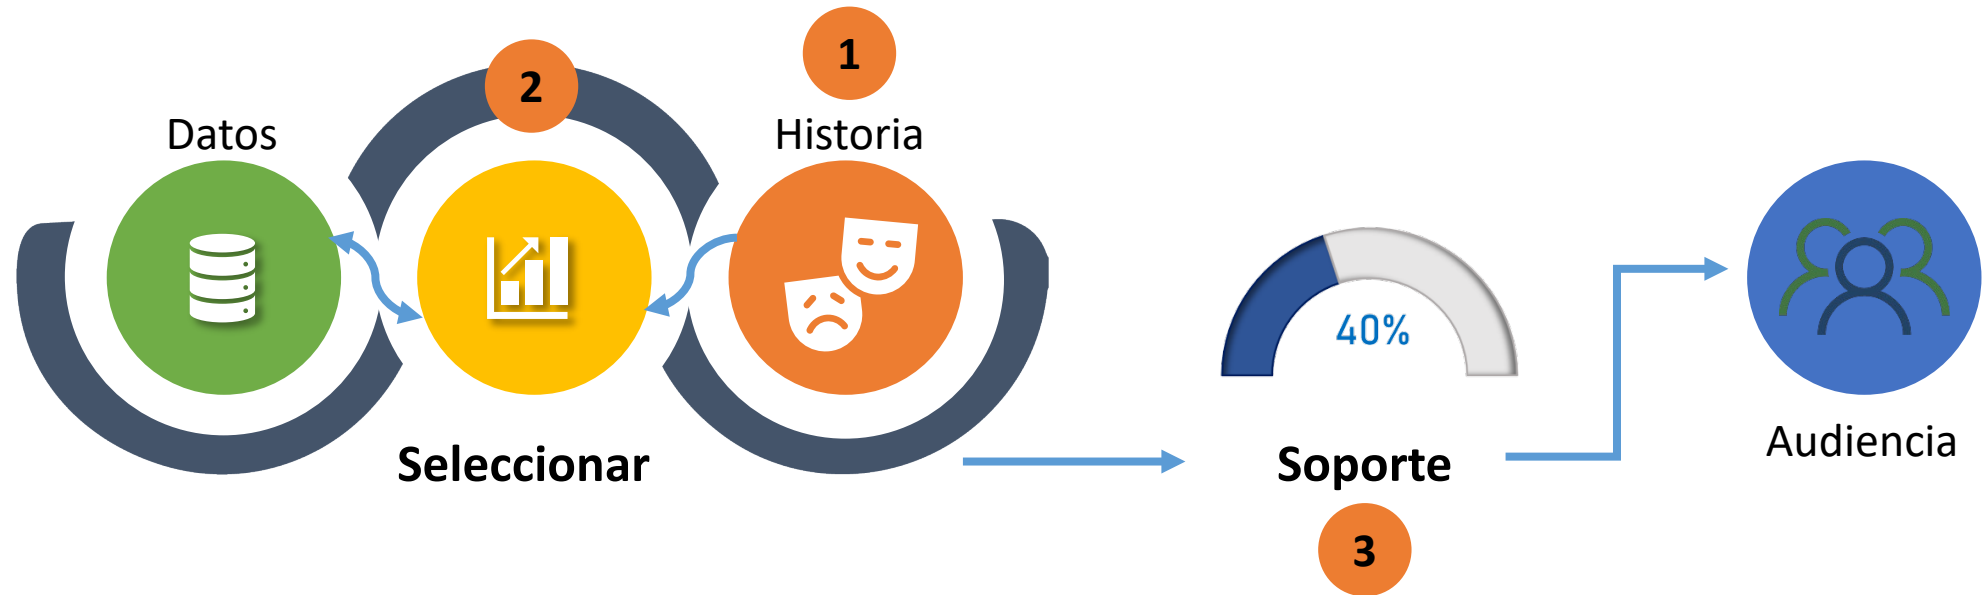 1
2
Datos
Historia
40%
Audiencia
Seleccionar
Soporte
3